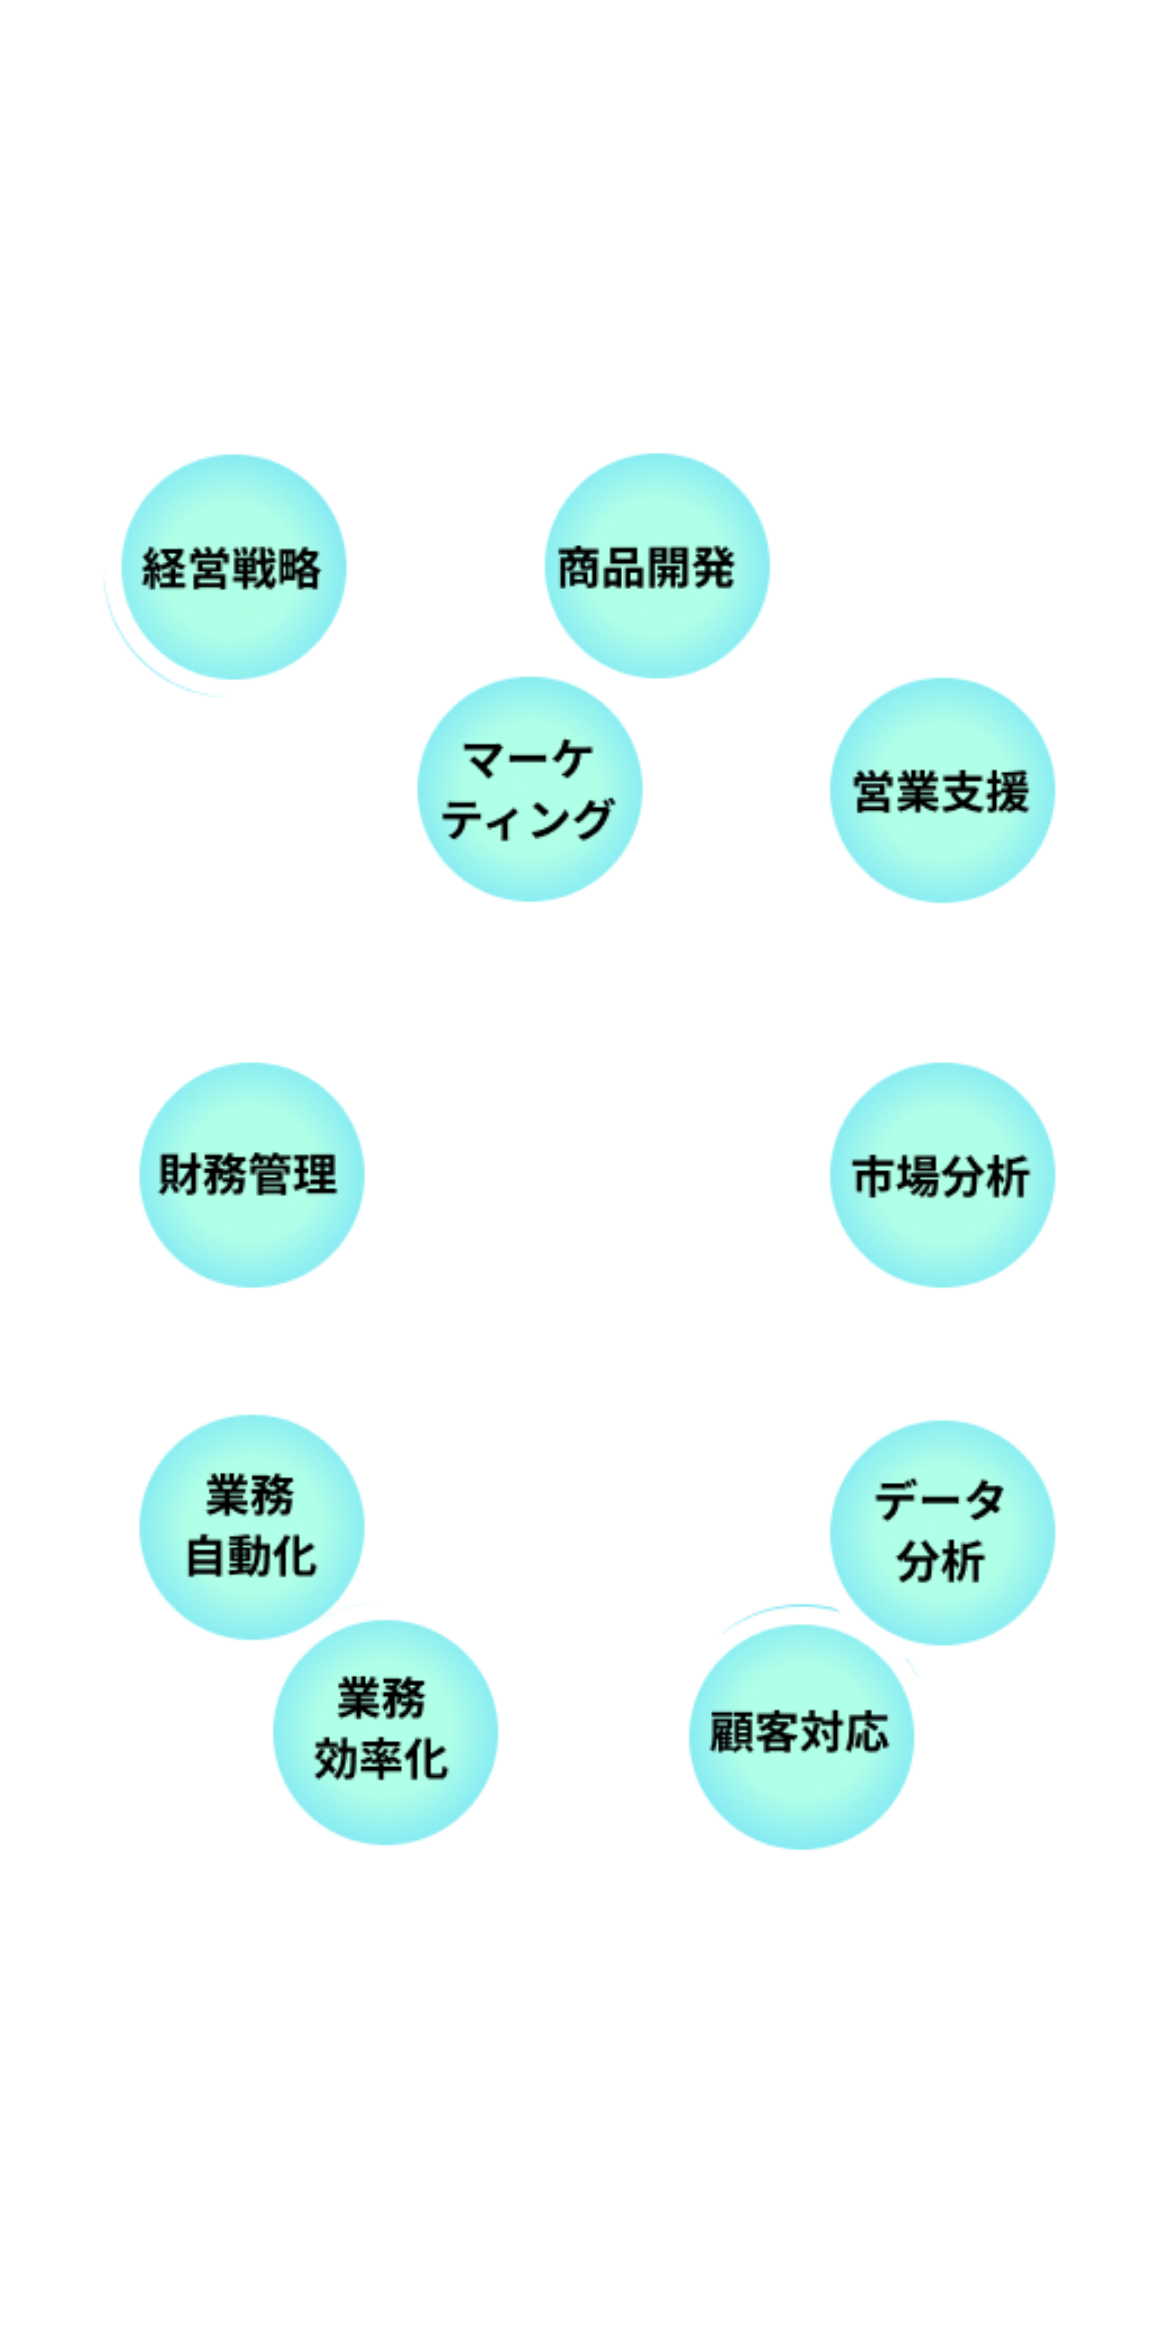 経営戦略
商品開発
マーケ
ティング
営業支援
財務管理
市場分析
業務
自動化
データ
分析
業務
効率化
顧客対応